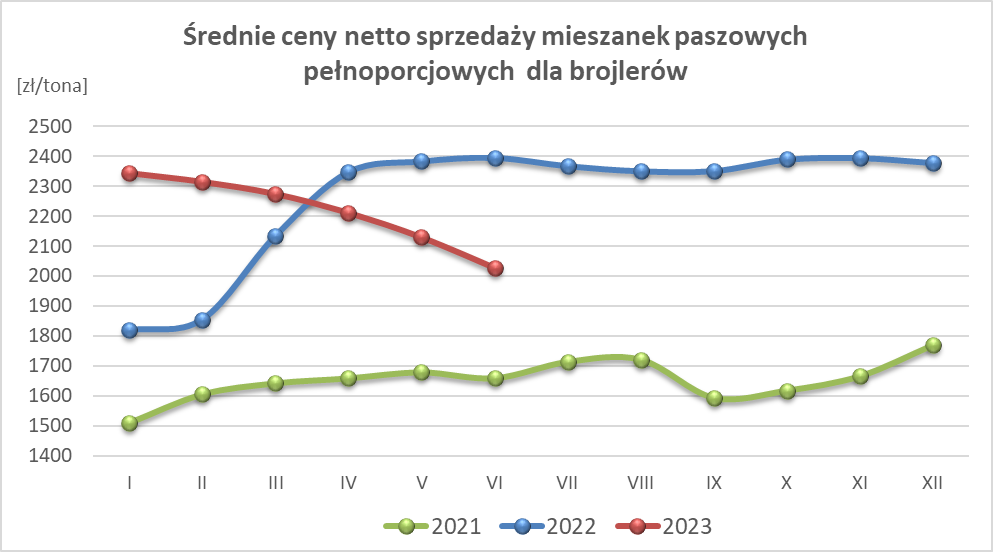 Średnie ceny netto sprzedaży mieszanek paszowych
pełnoporcjowych dla brojlerów
[zł/tona]
2500
2400
2300
2200
2100
2000
1900
1800
1700
1600
1500
1400
I II III IV V VI VII VIII IX X XI XII
2021 2022 2023